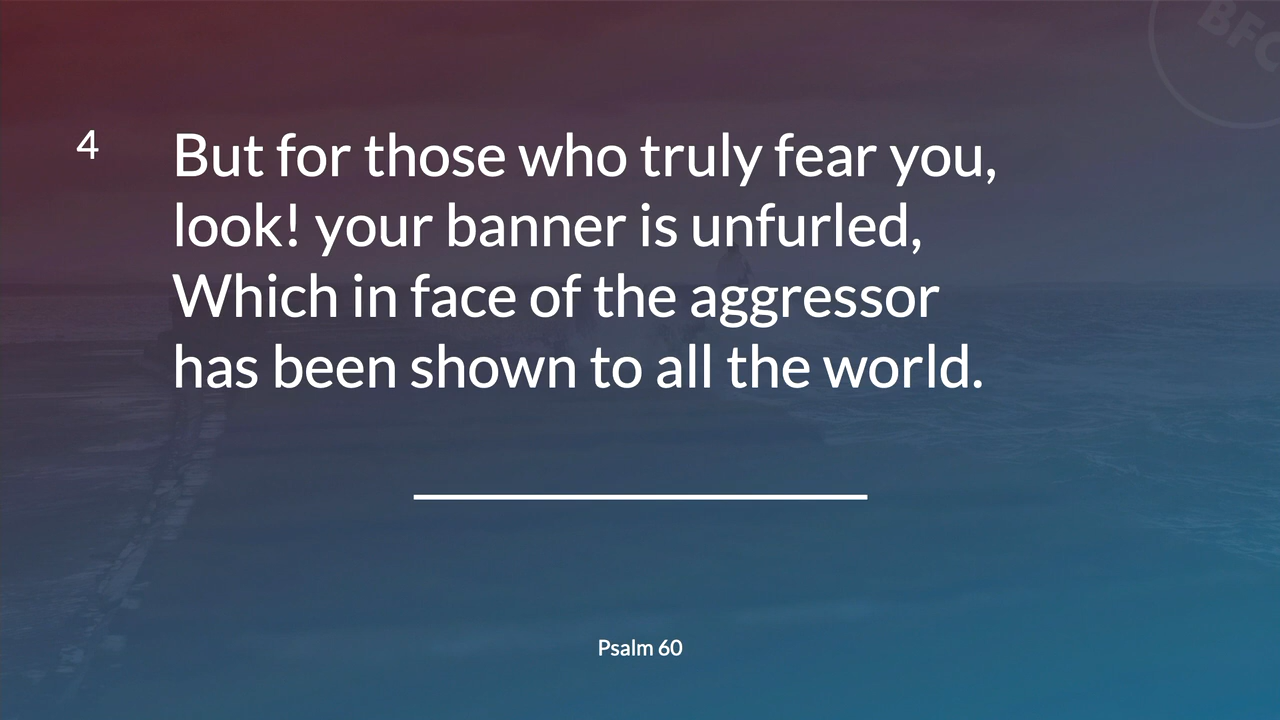 BFC
4 But for those who truly fear you,
look! your banner is unfurled,
Which in face of the aggressor
has been shown to all the world.
Psalm 60